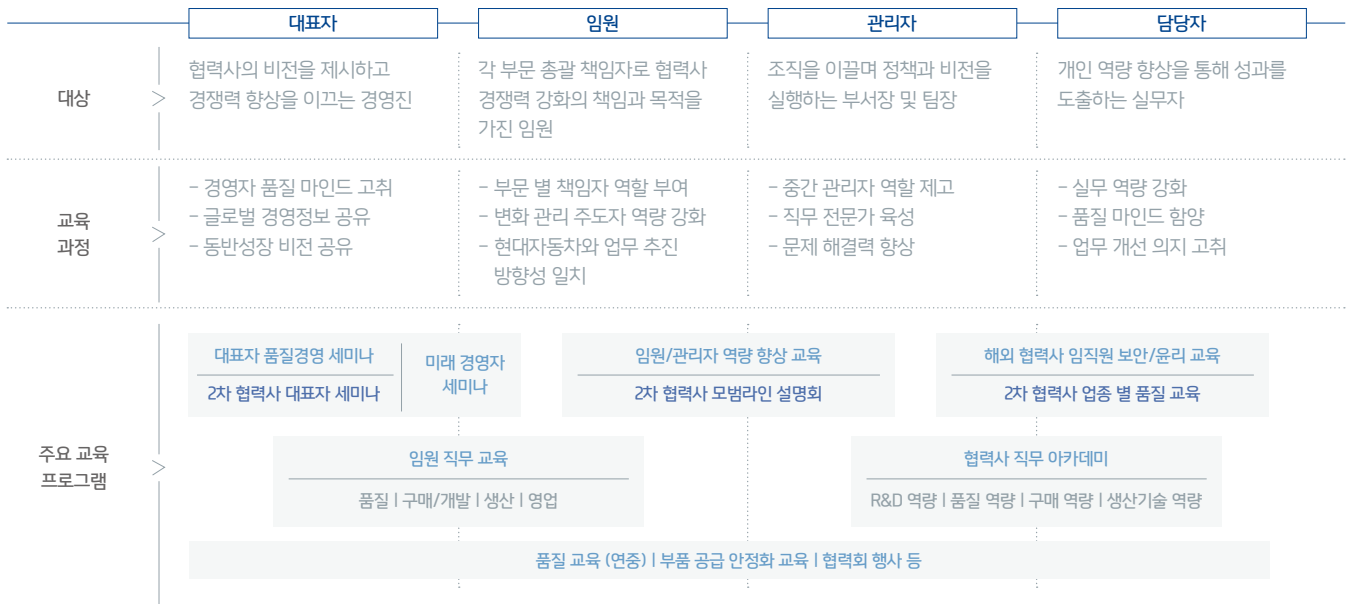 대표자
임원
관리자
담당자
대상
협력사의 비전을 제시하고
경쟁력 향상을 이끄는 경영진
각 부문 총괄 책임자로 협력사
경쟁력 강화의 책임과 목적을
가진 임원
조직을 이끌며 정책과 비전을
실행하는 부서장 및 팀장
개인 역량 향상을 통해 성과를
도출하는 실무자
교육
과정
- 경영자 품질 마인드 고취
- 글로벌 경영정보 공유
- 동반성장 비전 공유
- 부문 별 책임자 역할 부여
- 변화 관리 주도자 역량 강화
- 현대자동차와 업무 추진
방향성 일치
- 중간 관리자 역할 제고
- 직무 전문가 육성
- 문제 해결력 향상
- 실무 역량 강화
- 품질 마인드 함양
- 업무 개선 의지 고취
주요 교육
프로그램
대표자 품질경영 세미나
2차 협력사 대표자 세미나
미래 경영자
세미나
임원/관리자 역량 향상 교육
2차 협력사 모범라인 설명회
해외 협력사 임직원 보안/윤리 교육
2차 협력사 업종 별 품질 교육
임원 직무 교육
품질 | 구매/개발 | 생산 | 영업
협력사 직무 아카데미
R&D 역량 | 품질 역량 | 구매 역량 | 생산기술 역량
품질 교육 (연중) | 부품 공급 안정화 교육 | 협력회 행사 등